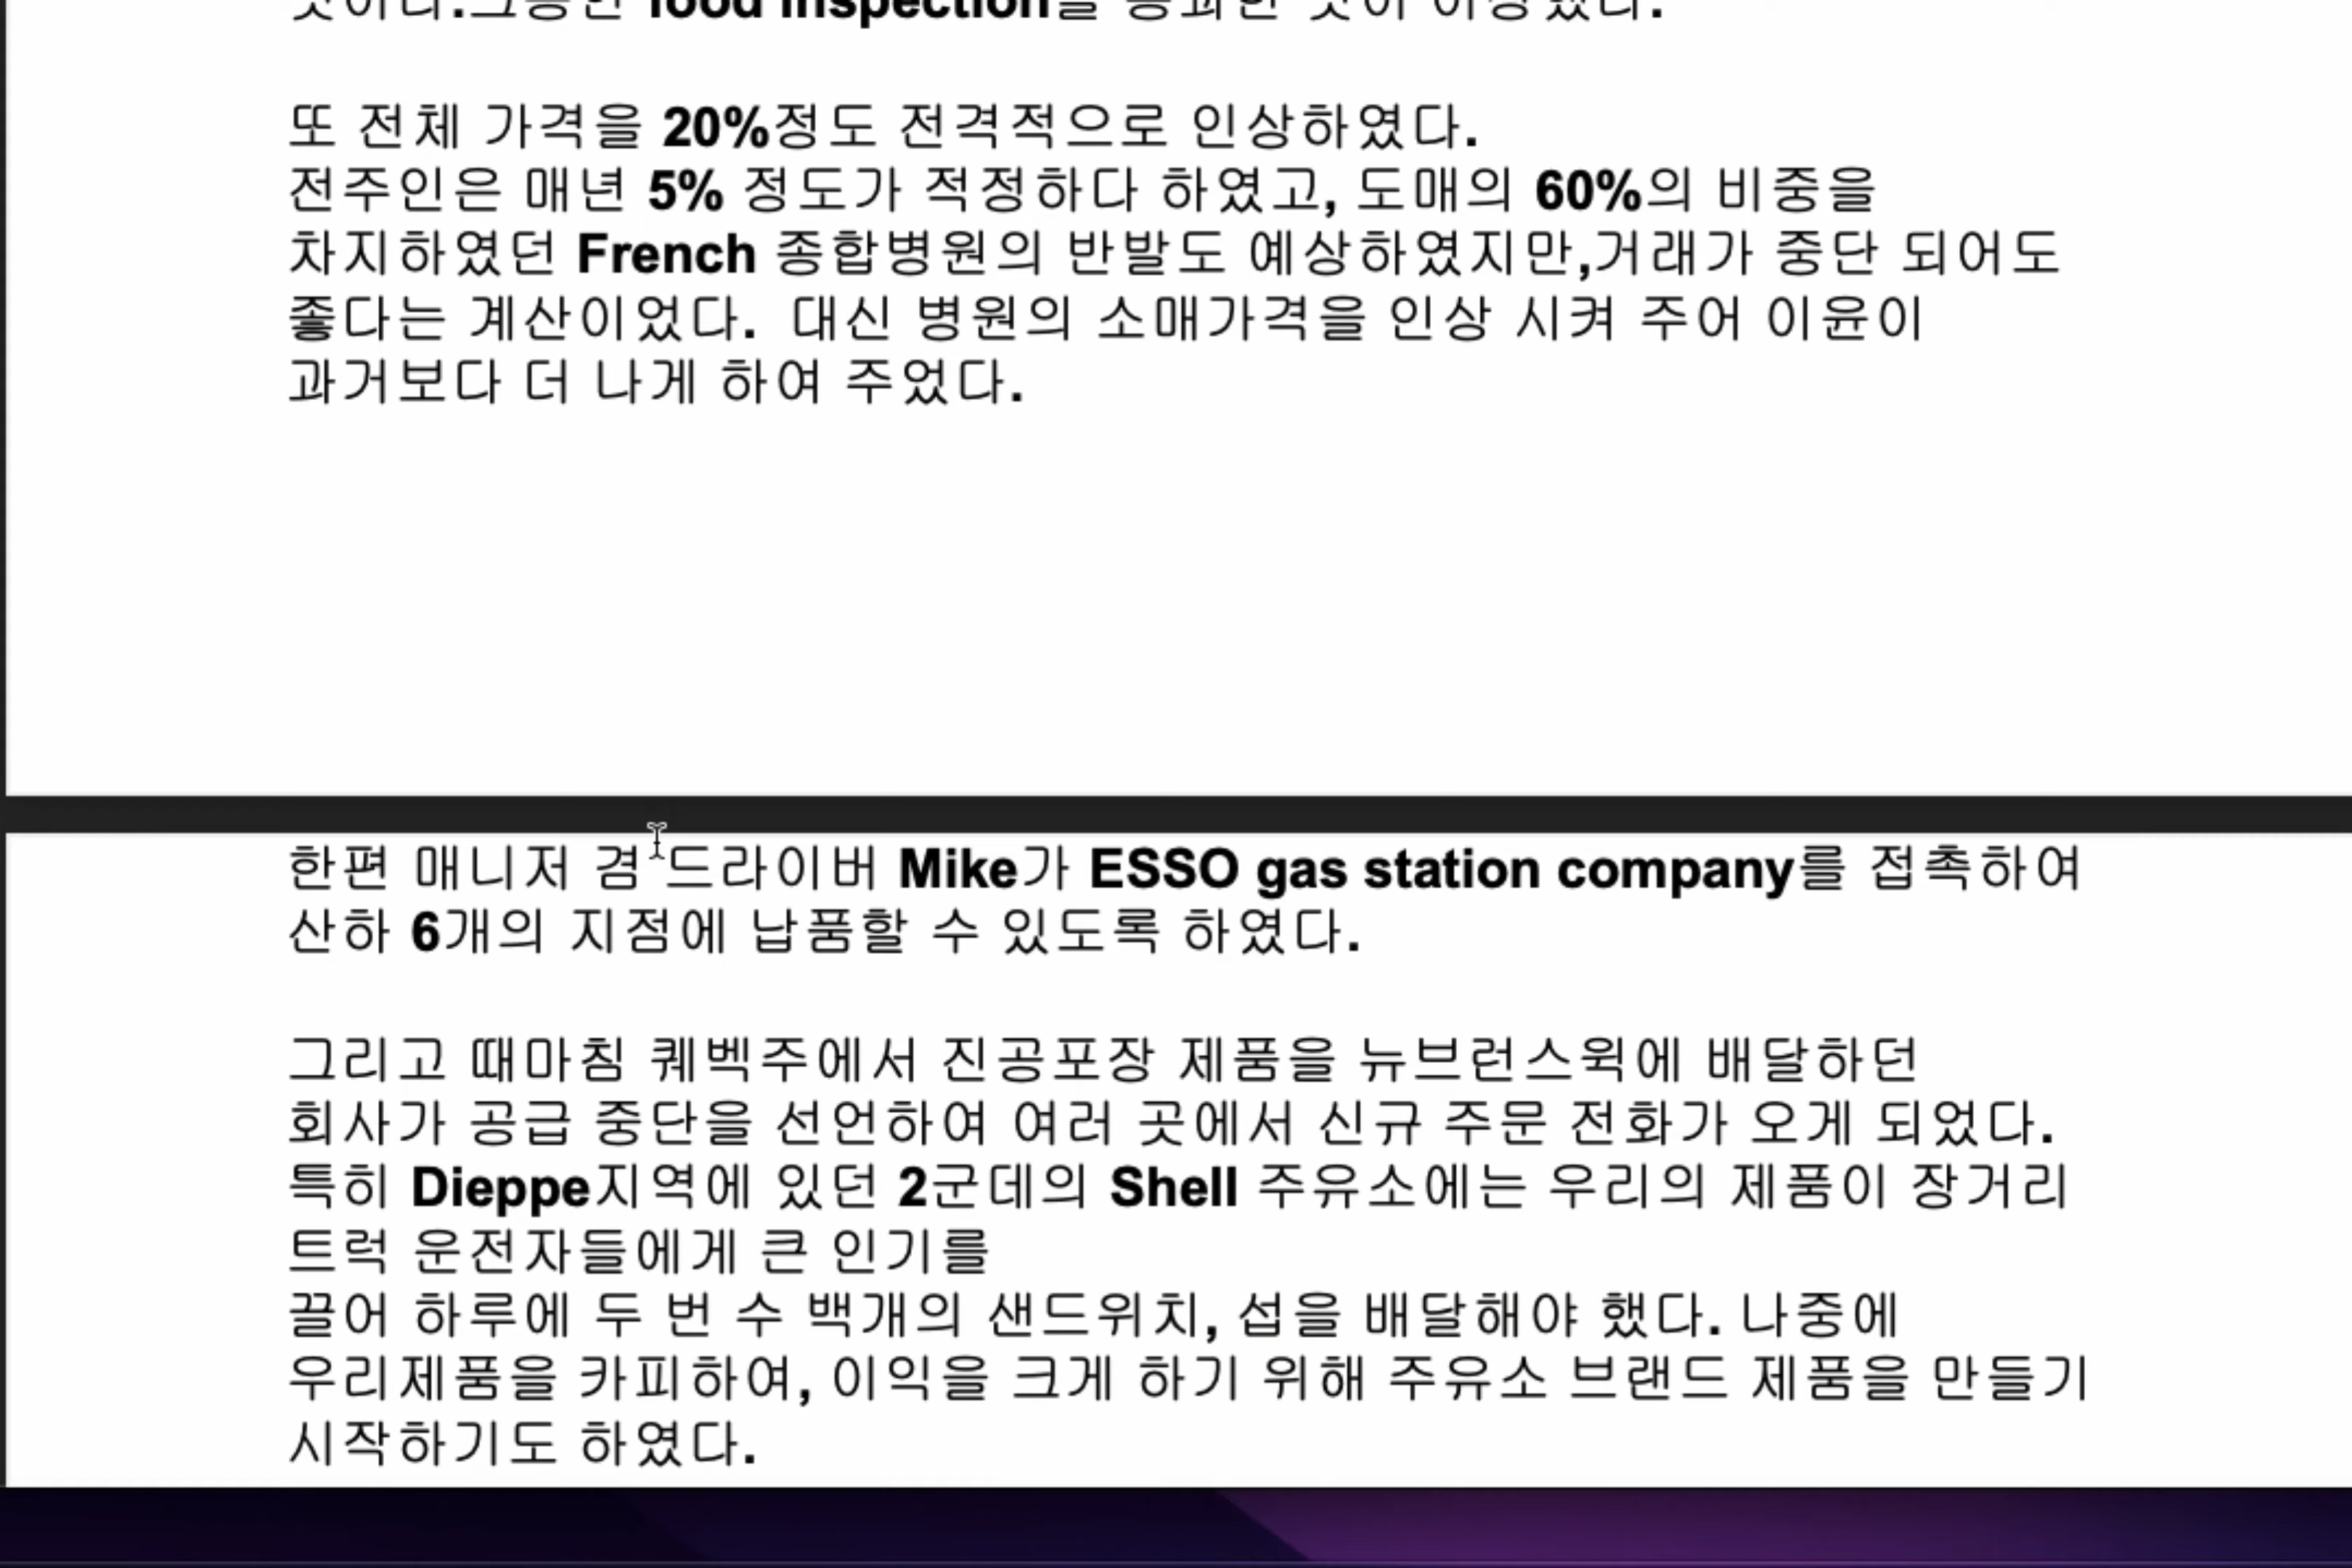 food inspection을
또 전체 가격을 20%정도 전격적으로 인상하였다.
전주인은 매년 5% 정도가 적정하다 하였고, 도매의 60%의 비중을
차지하였던 French 종합병원의 반발도 예상하였지만,거래가 중단 되어도
좋다는 계산이었다. 대신 병원의 소매가격을 인상 시켜 주어 이윤이
과거보다 더 나게 하여 주었다.
한편 매니저 겸 드라이버 Mike가 ESSO gas station company를 접촉하여
산하 6개의 지점에 납품할 수 있도록 하였다.
그리고 때마침 퀘벡주에서 진공포장 제품을 뉴브런스윅에 배달하던
회사가 공급 중단을 선언하여 여러 곳에서 신규 주문 전화가 오게 되었다.
특히 Dieppe지역에 있던 2군데의 Shell 주유소에는 우리의 제품이 장거리
트럭 운전자들에게 큰 인기를
끌어 하루에 두 번 수 백개의 샌드위치, 섭을 배달해야 했다. 나중에
우리제품을 카피하여, 이익을 크게 하기 위해 주유소 브랜드 제품을 만들기
시작하기도 하였다.